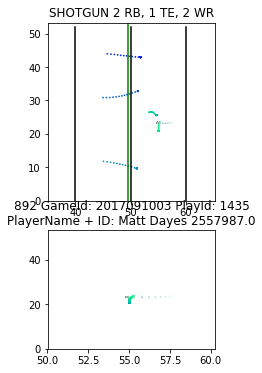 SHOTGUN 2 RB, 1 TE, 2 WR
50
40
30
20
10
0
40 50 60
892 GameId: 2017091003 PlayId: 1435
PlayerName + ID: Matt Dayes 2557987.0
40
20
0
50.0 52.5 55.0 57.5 60.0